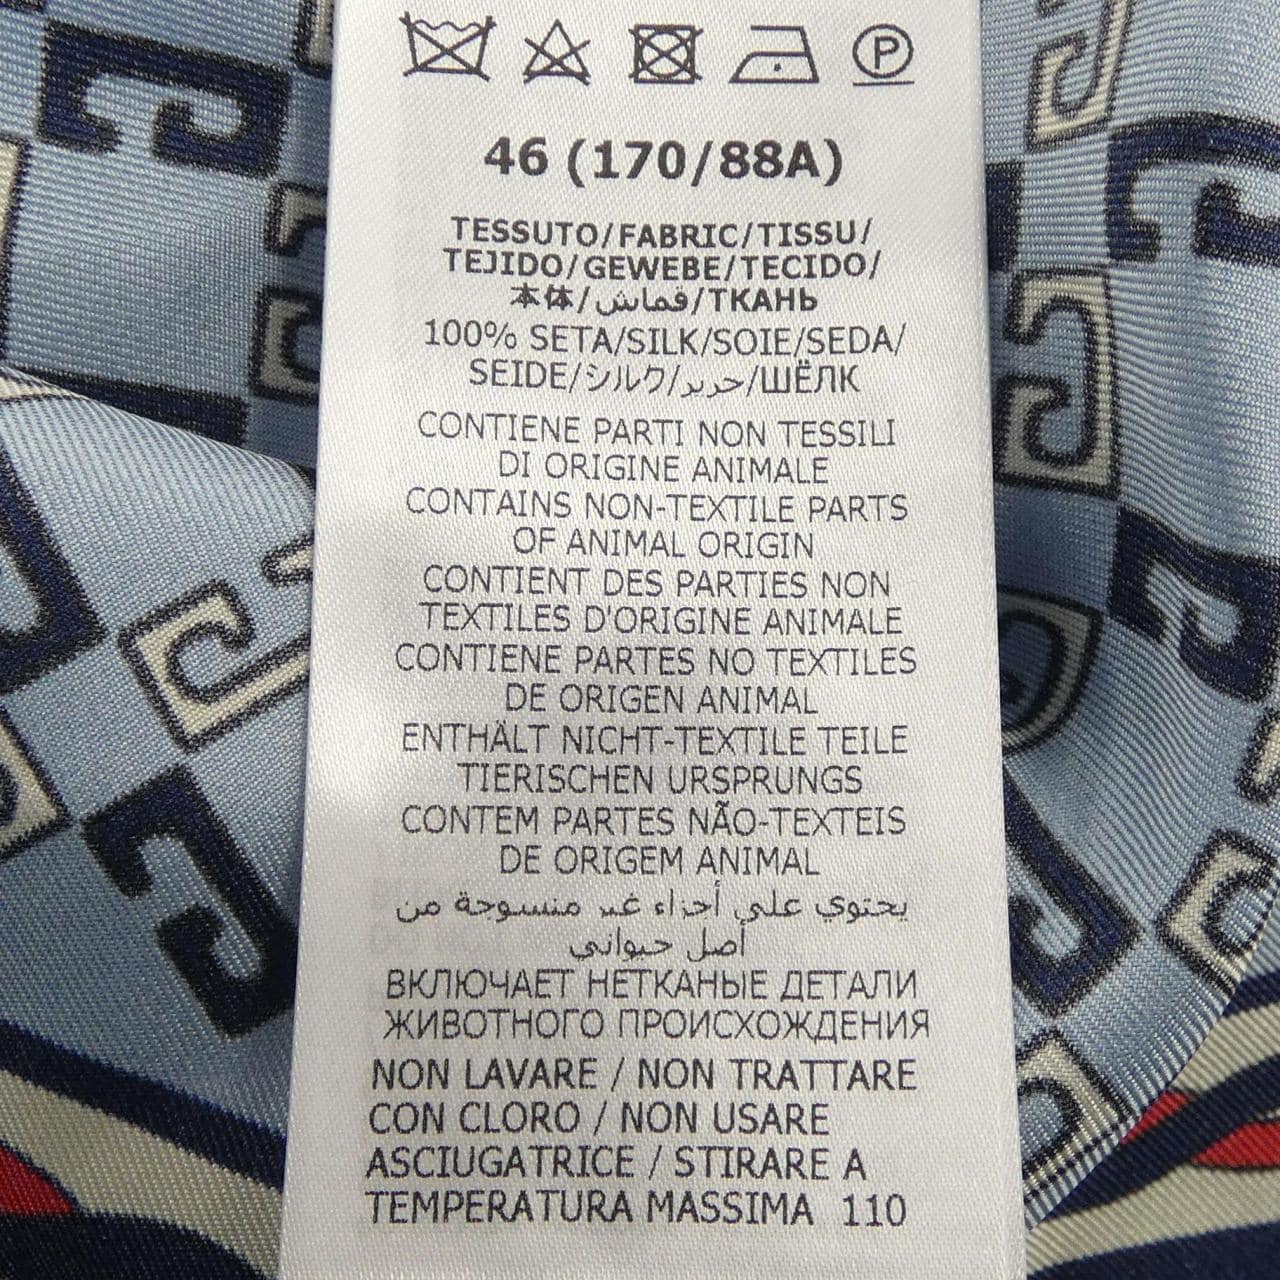 P
46 (170/88A)
TESSUTO/FABRIC/TISSU/
TEJIDO/GEWEBE/TECIDO/
本体/قماش/ТКАНЬ
100% SETA/SILK/SOIE/SEDA/
SEIDE/シルク/حرير/ШЁЛК
CONTIENE PARTI NON TESSILI
DI ORIGINE ANIMALE
CONTAINS NON-TEXTILE PARTS
OF ANIMAL ORIGIN
CONTIENT DES PARTIES NON
TEXTILES D'ORIGINE ANIMALE
CONTIENE PARTES NO TEXTILES
DE ORIGEN ANIMAL
ENTHÄLT NICHT-TEXTILE TEILE
TIERISCHEN URSPRUNGS
CONTEM PARTES NÃO-TEXTEIS
DE ORIGEM ANIMAL
يحتوي على أجزاء غير منسوجة من
أصل حيواني
ВКЛЮЧАЕТ НЕТКАНЫЕ ДЕТАЛИ
ЖИВОТНОГО ПРОИСХОЖДЕНИЯ
NON LAVARE / NON TRATTARE
CON CLORO / NON USARE
ASCIUGATRICE / STIRARE A
TEMPERATURA MASSIMA 110